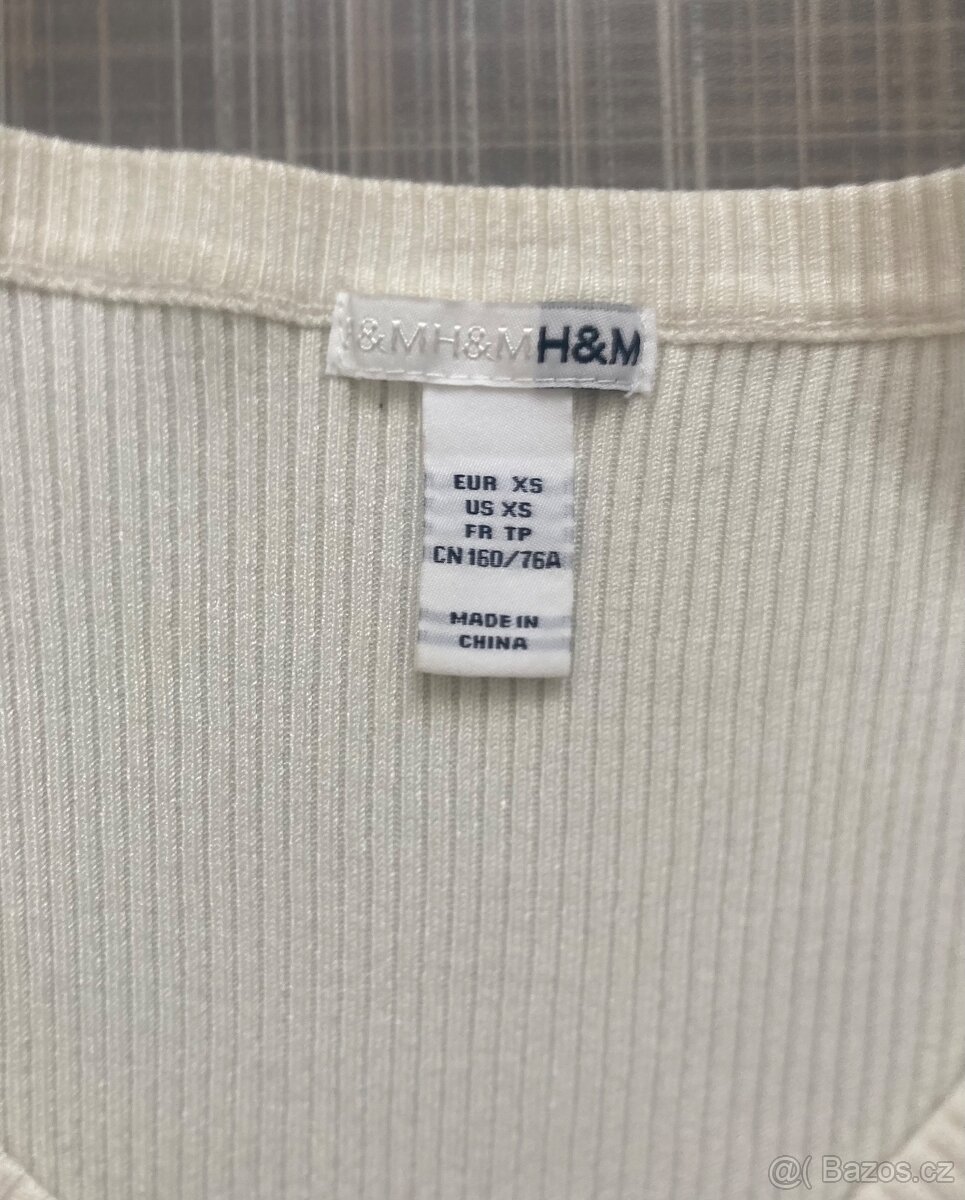 &MH&MH&M
EUR XS
US XS
FR TP
CN 160/76A
MADE IN
CHINA
@( Bazos.cz